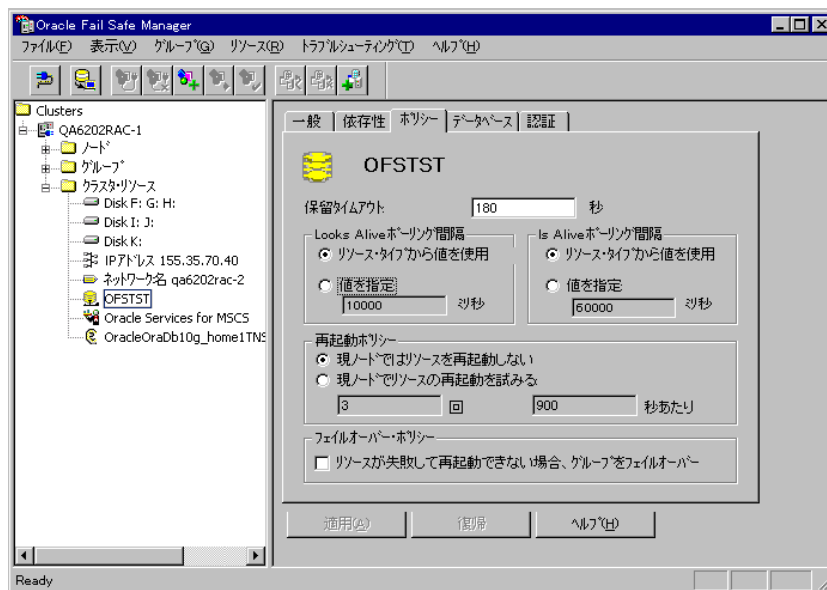 Oracle Fail Safe Manager
ファイル(F) 表示(V) グループ(G) リソース(R) トラブルシューティング(T) ヘルプ(H)
Clusters
QA6202RAC-1
ノード
グループ
クラスタ・リソース
Disk F: G: H:
Disk I: J:
Disk K:
IPアドレス 155.35.70.40
ネットワーク名 qa6202rac-2
OFSTST
Oracle Services for MSCS
OracleOraDb10g_home1TNS
一般 依存性 ポリシー データベース 認証
OFSTST
保留タイムアウト 180 秒
Looks Aliveポーリング間隔
リソース・タイプから値を使用
値を指定
10000 ミリ秒
Is Aliveポーリング間隔
リソース・タイプから値を使用
値を指定
60000 ミリ秒
再起動ポリシー
現ノードではリソースを再起動しない
現ノードでリソースの再起動を試みる
3 回 900 秒あたり
フェイルオーバー・ポリシー
リソースが失敗して再起動できない場合、グループをフェイルオーバー
適用(A) 復帰 ヘルプ(H)
Ready